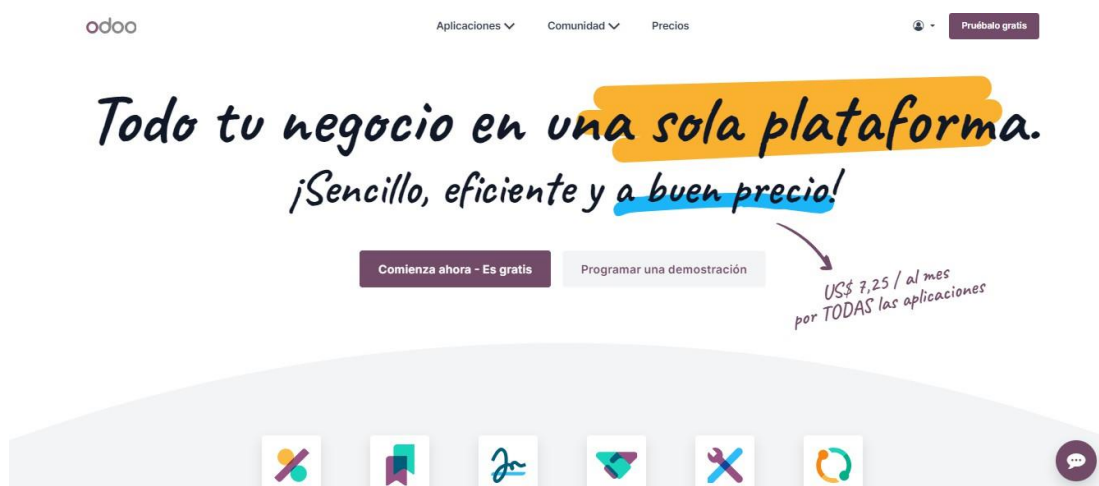 odoo
Aplicaciones
Comunidad
Precios
Pruébalo gratis
Todo tu negocio en una sola plataforma.
¡Sencillo, eficiente y a buen precio!
Comienza ahora - Es gratis
Programar una demostración
US$ 7,25 / al mes
por TODAS las aplicaciones